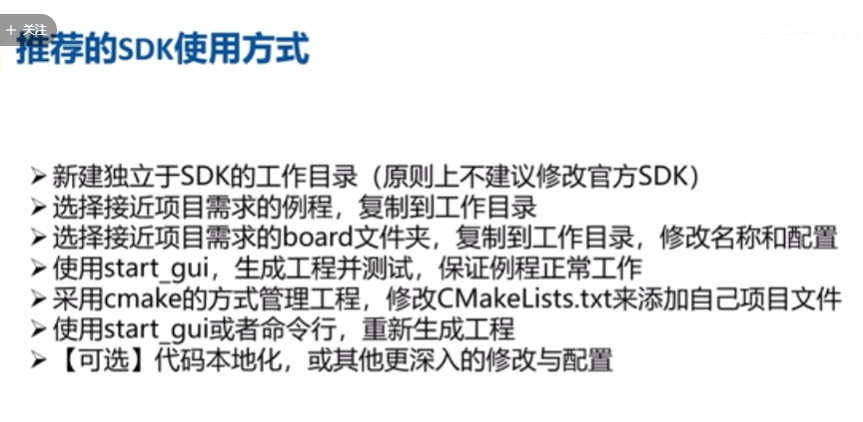 + 关注
推荐的SDK使用方式
➤新建独立于SDK的工作目录（原则上不建议修改官方SDK）
➤选择接近项目需求的例程，复制到工作目录
➤选择接近项目需求的board文件夹，复制到工作目录，修改名称和配置
➤使用start_gui，生成工程并测试，保证例程正常工作
➤采用cmake的方式管理工程，修改CMakeLists.txt来添加自己项目文件
➤使用start_gui或者命令行，重新生成工程
➤【可选】代码本地化，或其他更深入的修改与配置